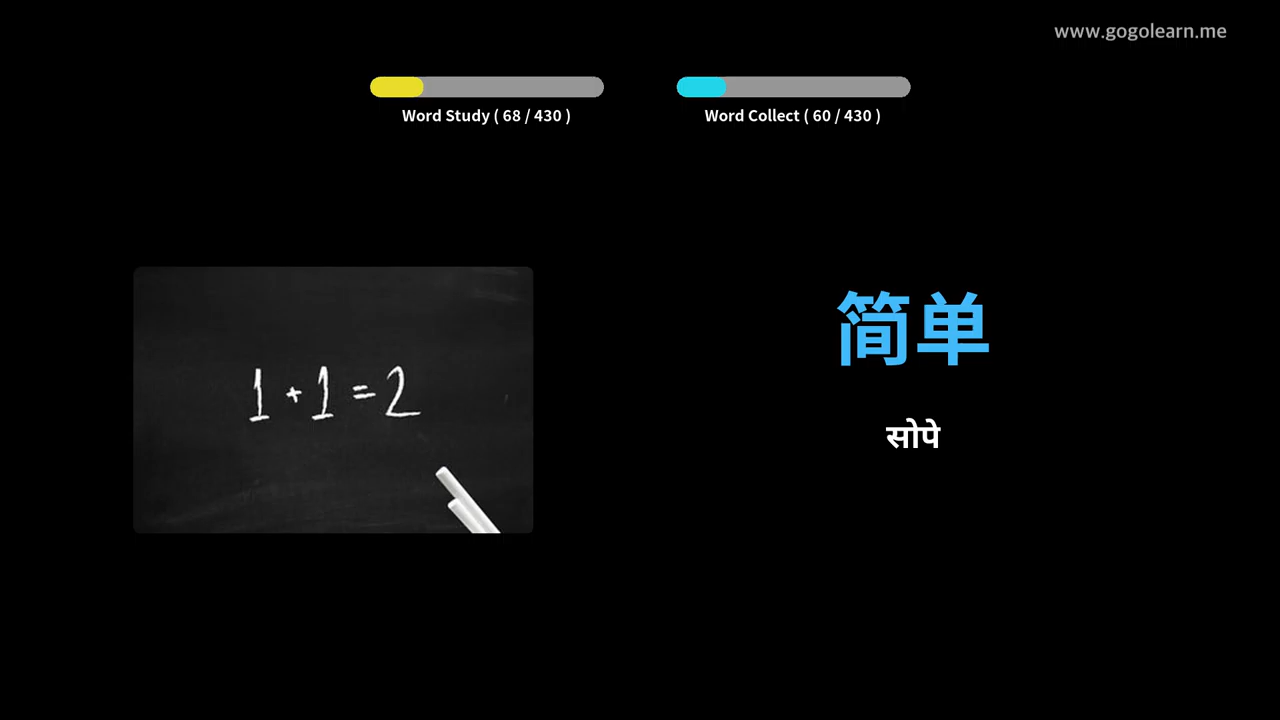 www.gogolearn.me
Word Study ( 68 / 430 )
Word Collect ( 60 / 430 )
1 + 1 = 2
简单
सोपे